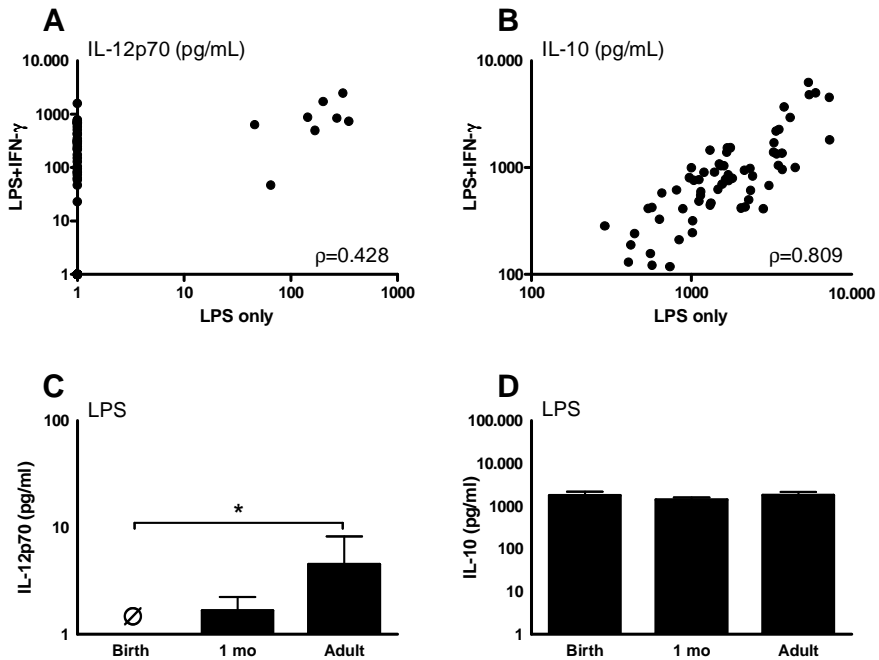 A
IL-12p70 (pg/mL)
10.000
1000
100
10
1
LPS+IFN-γ
ρ=0.428
1 10 100 1000
LPS only
B
IL-10 (pg/mL)
10.000
1000
100
LPS+IFN-γ
ρ=0.809
100 1000 10.000
LPS only
C
LPS
100
10
1
IL-12p70 (pg/ml)
*
∅
Birth 1 mo Adult
D
LPS
100.000
10.000
1000
100
10
1
IL-10 (pg/ml)
Birth 1 mo Adult